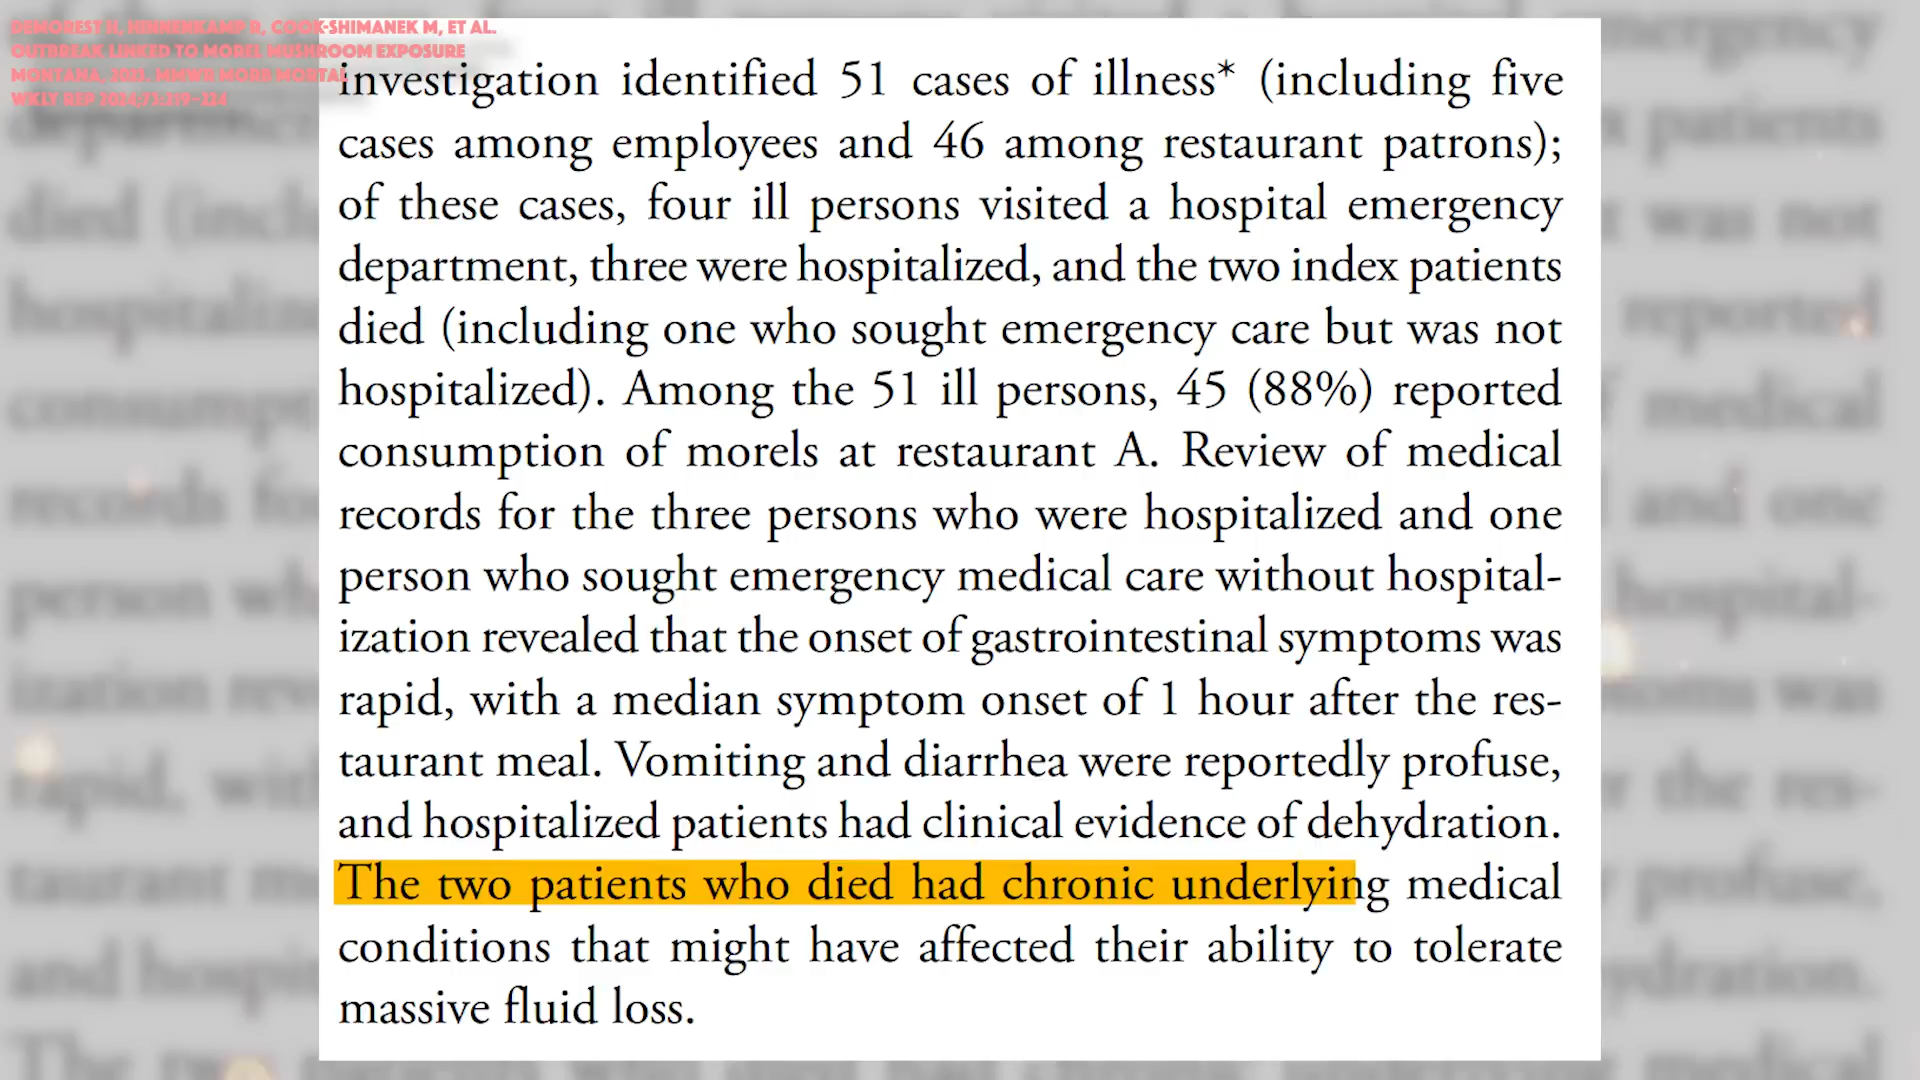 DEMOREST H, HINNENKAMP R, COOK-SHIMANEK M, ET AL.
OUTBREAK LINKED TO MOREL MUSHROOM EXPOSURE
MONTANA, 2023. MMWR MORB MORTAL
WKLY REP 2024;73:219–224
investigation identified 51 cases of illness* (including five
cases among employees and 46 among restaurant patrons);
of these cases, four ill persons visited a hospital emergency
department, three were hospitalized, and the two index patients
died (including one who sought emergency care but was not
hospitalized). Among the 51 ill persons, 45 (88%) reported
consumption of morels at restaurant A. Review of medical
records for the three persons who were hospitalized and one
person who sought emergency medical care without hospital-
ization revealed that the onset of gastrointestinal symptoms was
rapid, with a median symptom onset of 1 hour after the res-
taurant meal. Vomiting and diarrhea were reportedly profuse,
and hospitalized patients had clinical evidence of dehydration.
The two patients who died had chronic underlying medical
conditions that might have affected their ability to tolerate
massive fluid loss.